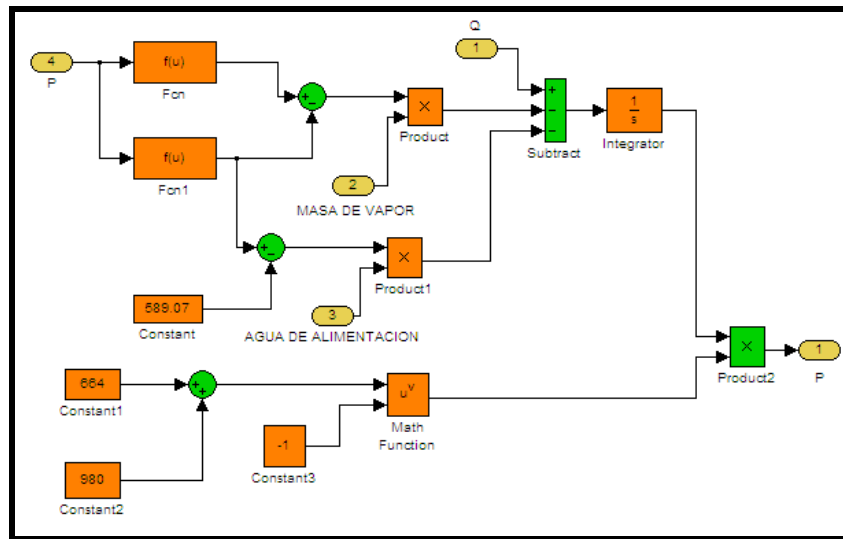 Q
1
4
P
f(u)
Fcn
+
−
×
Product
+
−
−
Subtract
1
s
Integrator
f(u)
Fcn1
2
MASA DE VAPOR
+
−
×
Product1
589.07
Constant
3
AGUA DE ALIMENTACION
×
Product2
1
P
664
Constant1
+
+
u^v
Math
Function
-1
Constant3
980
Constant2